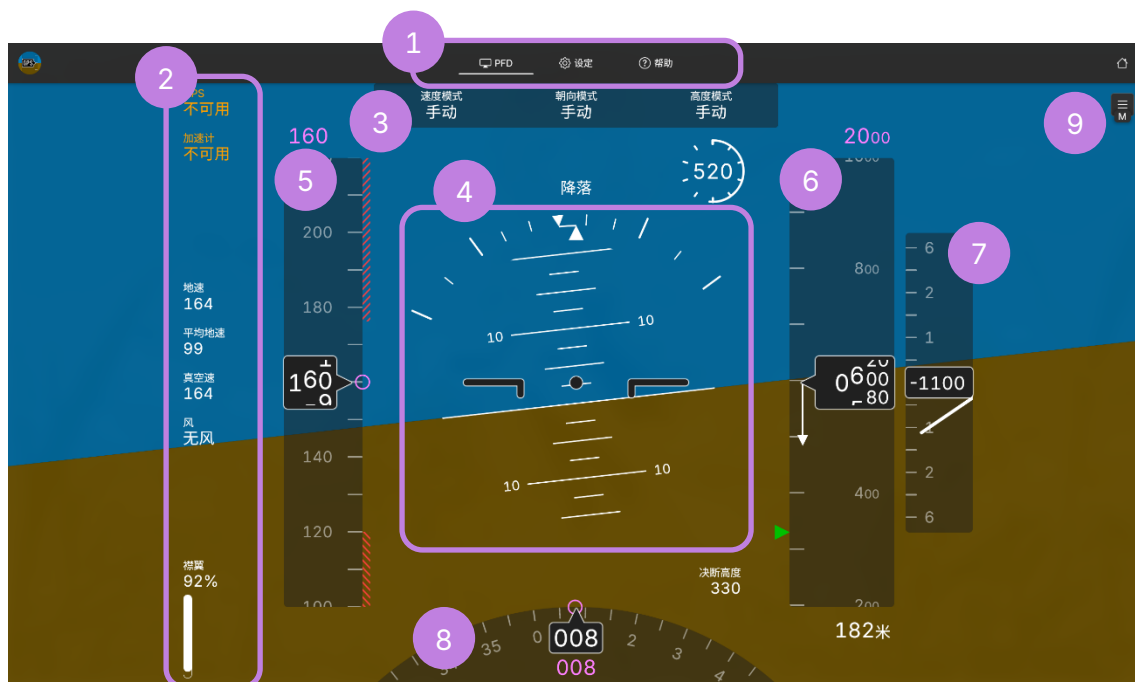 1
PFD
设定
帮助
2
不可用
加速计
不可用
3
速度模式
手动
朝向模式
手动
高度模式
手动
9
M
160
2000
5
4
降落
520
6
7
200
180
160
140
120
100
地速
164
平均地速
99
真空速
164
风
无风
襟翼
92%
10
10
10
10
800
0600
20
80
400
200
182米
6
2
1
-1100
1
2
6
决断高度
330
8
35
0
008
2
3
4
008